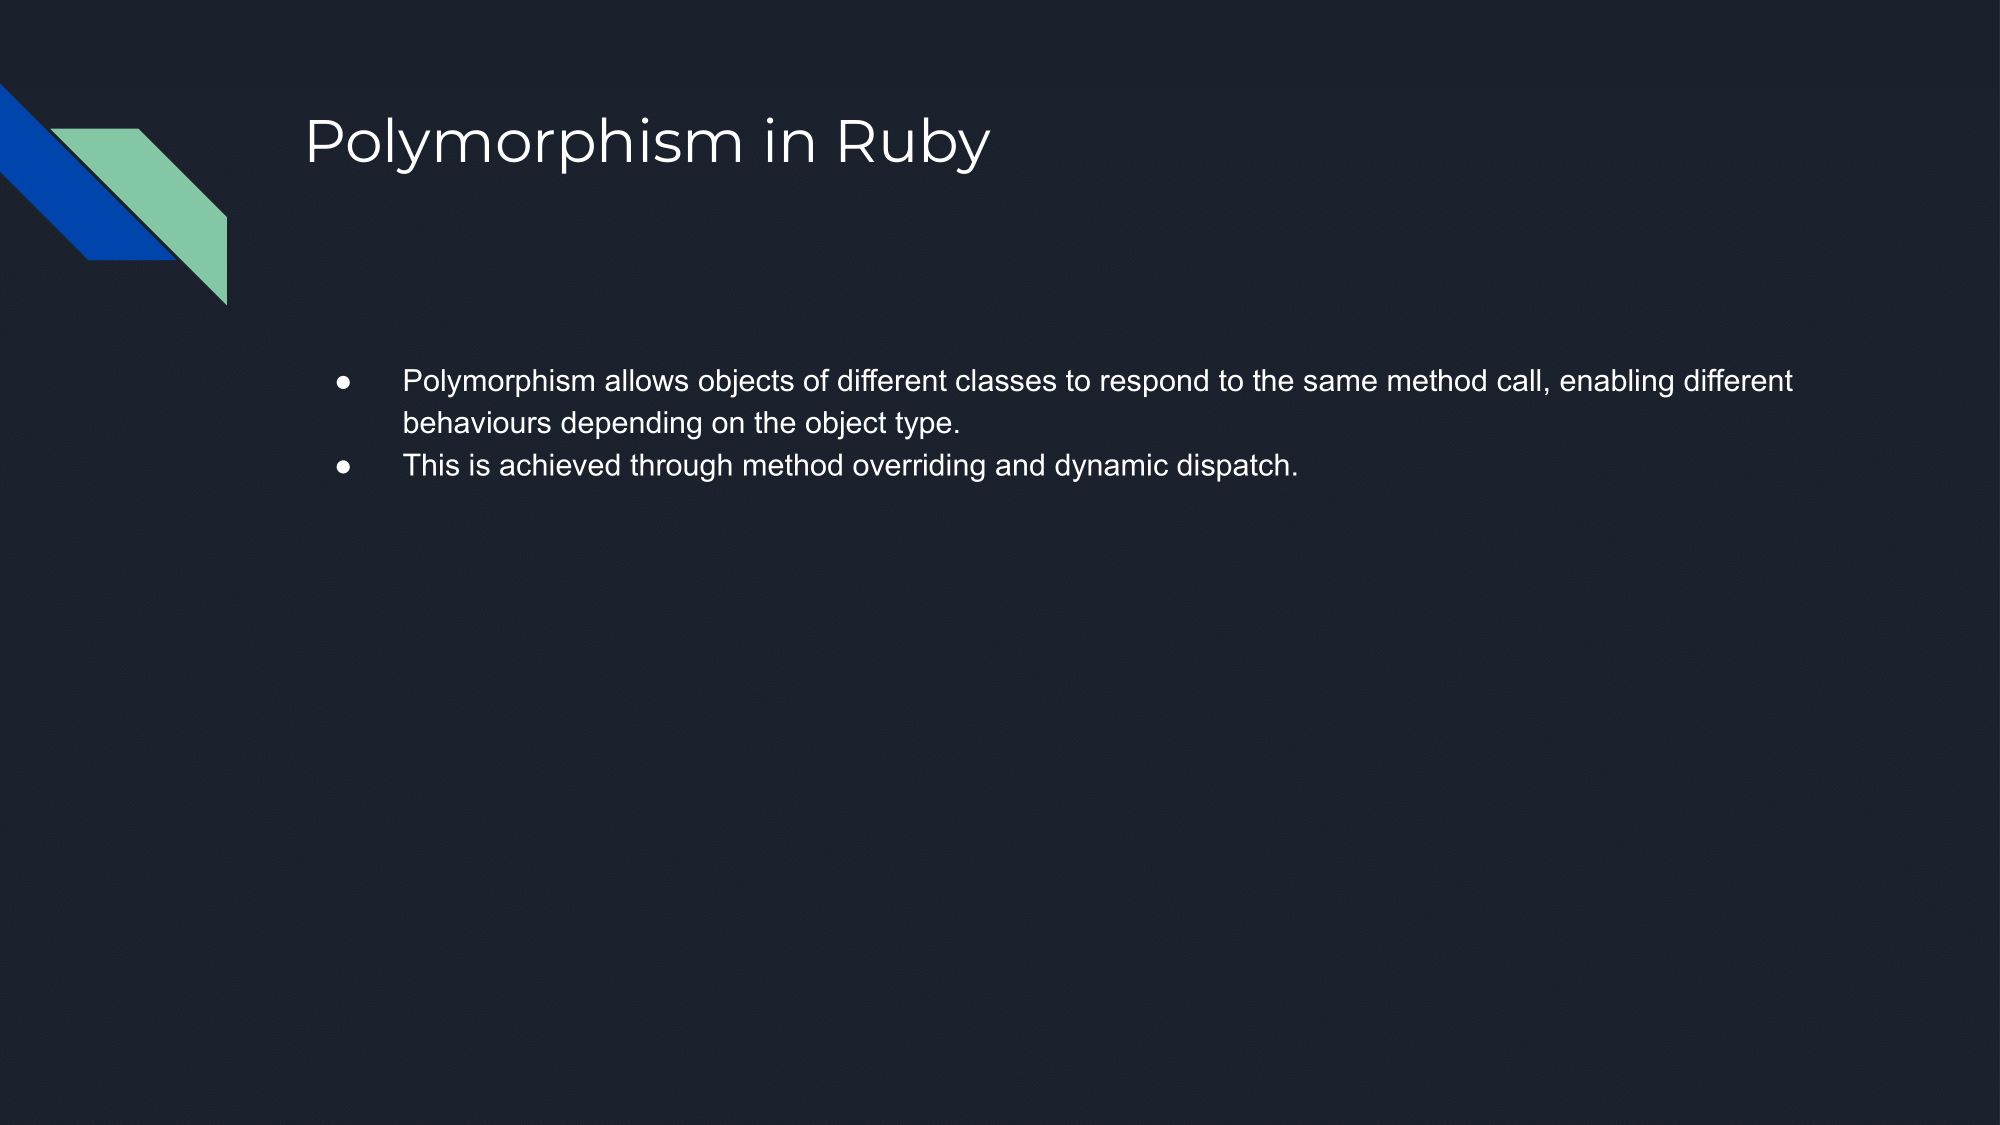 Polymorphism in Ruby
● Polymorphism allows objects of different classes to respond to the same method call, enabling different
behaviours depending on the object type.
● This is achieved through method overriding and dynamic dispatch.